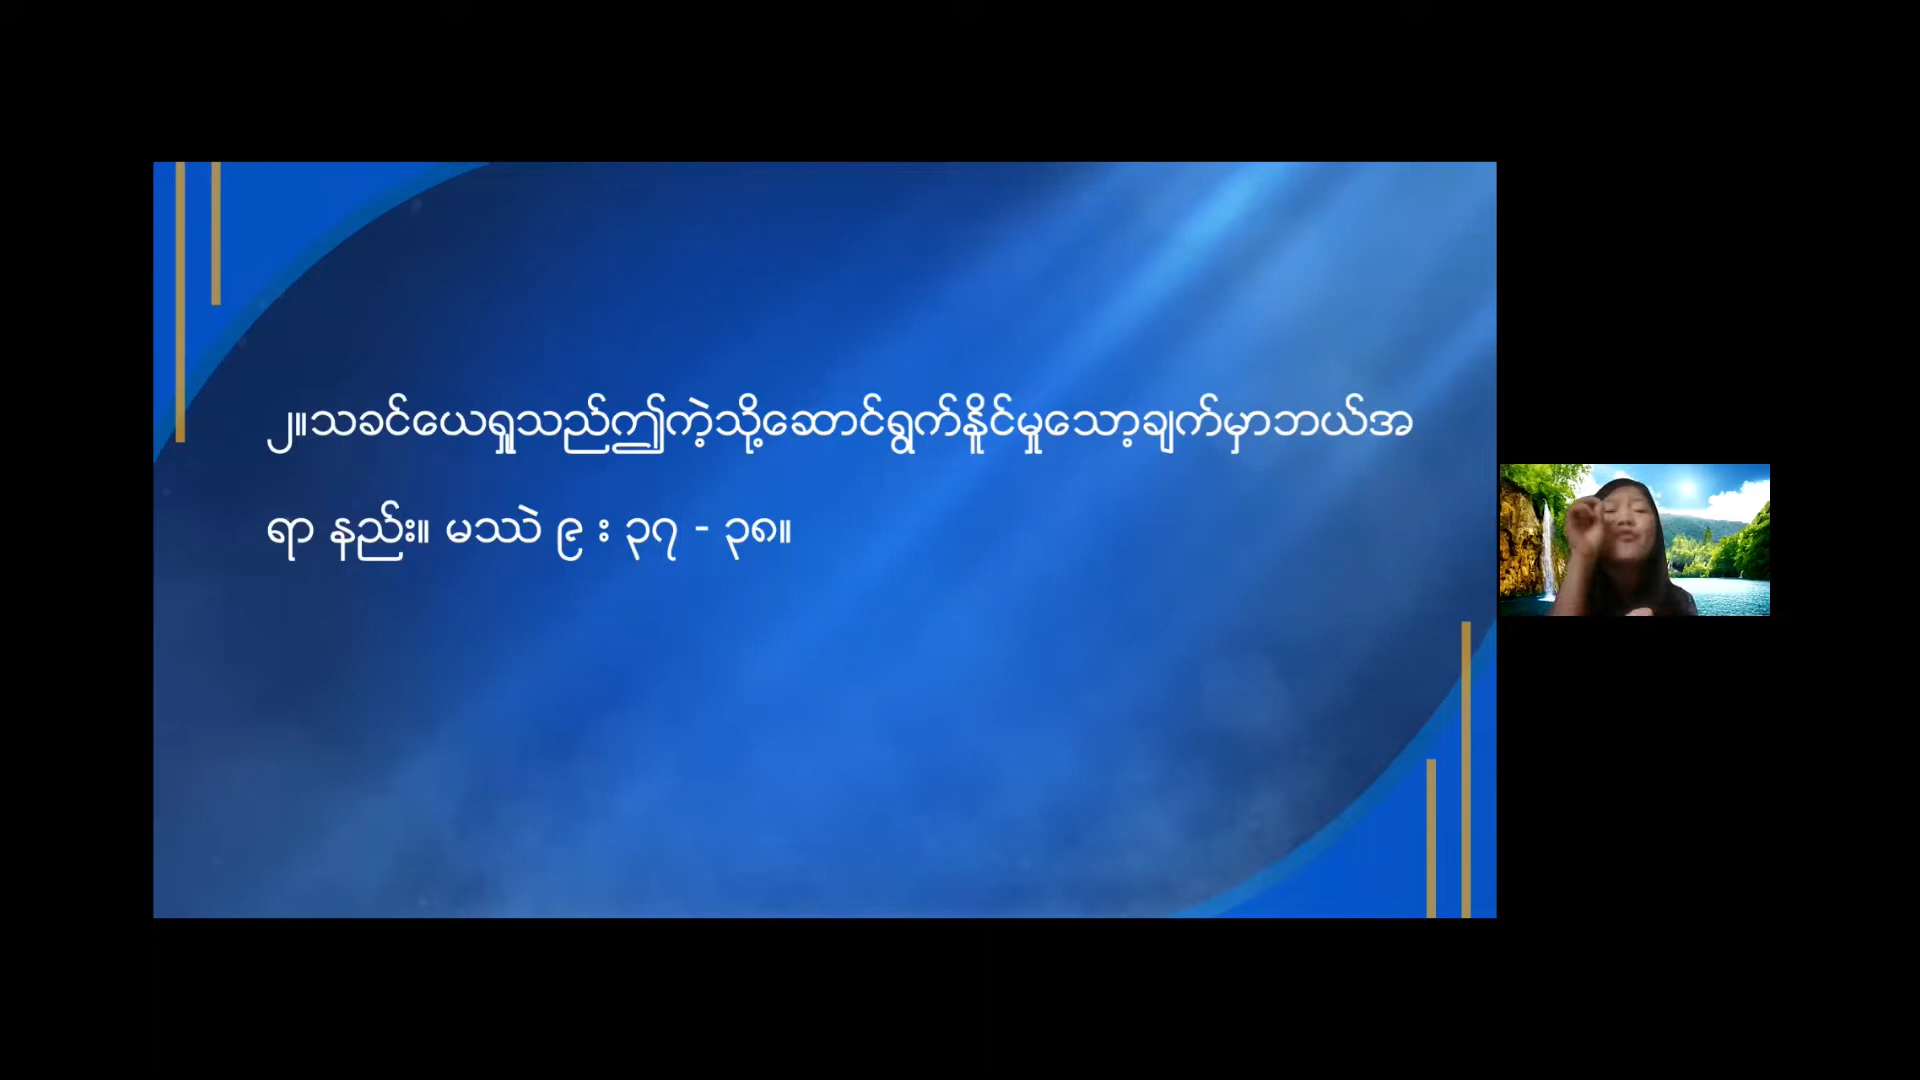 ၂။သခင်ယေရှုသည်ဤကဲ့သို့ဆောင်ရွက်နိူင်မှုသော့ချက်မှာဘယ်အ
ရာ နည်း။ မဿဲ ၉ : ၃၇ - ၃၈။